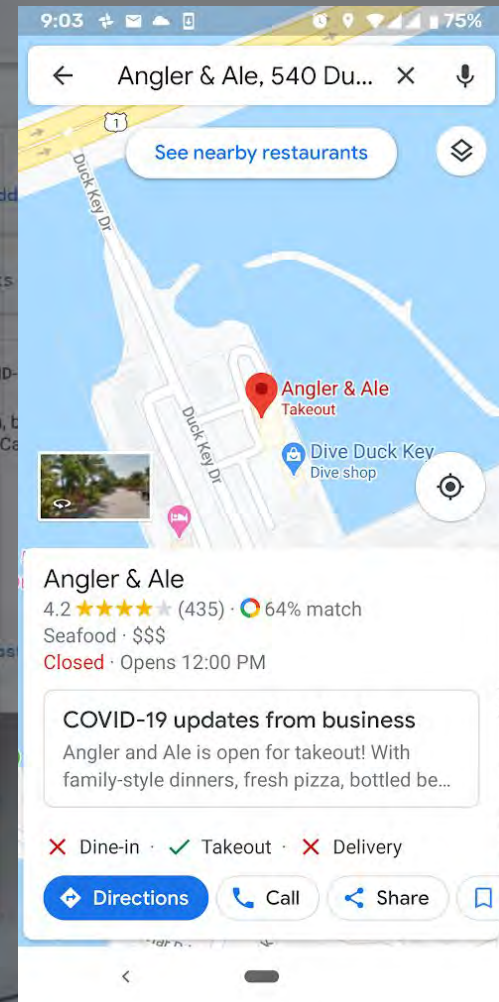 9:03
75%
Angler & Ale, 540 Du...
1
See nearby restaurants
Duck Key Dr
Angler & Ale
Takeout
Duck Key Dr
Dive Duck Key
Dive shop
Angler & Ale
4.2 (435) · 64% match
Seafood · $$$
Closed · Opens 12:00 PM
COVID-19 updates from business
Angler and Ale is open for takeout! With
family-style dinners, fresh pizza, bottled be...
Dine-in · Takeout · Delivery
Directions
Call
Share